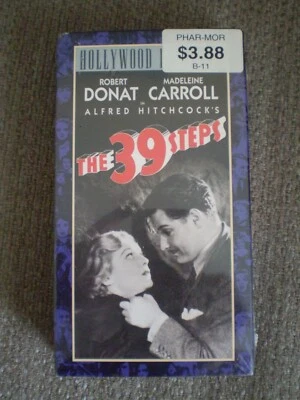 HOLLYWOOD
PHAR-MOR
$3.88
B-11
ROBERT MADELEINE
DONAT CARROLL
IN
ALFRED HITCHCOCK'S
THE 39 STEPS